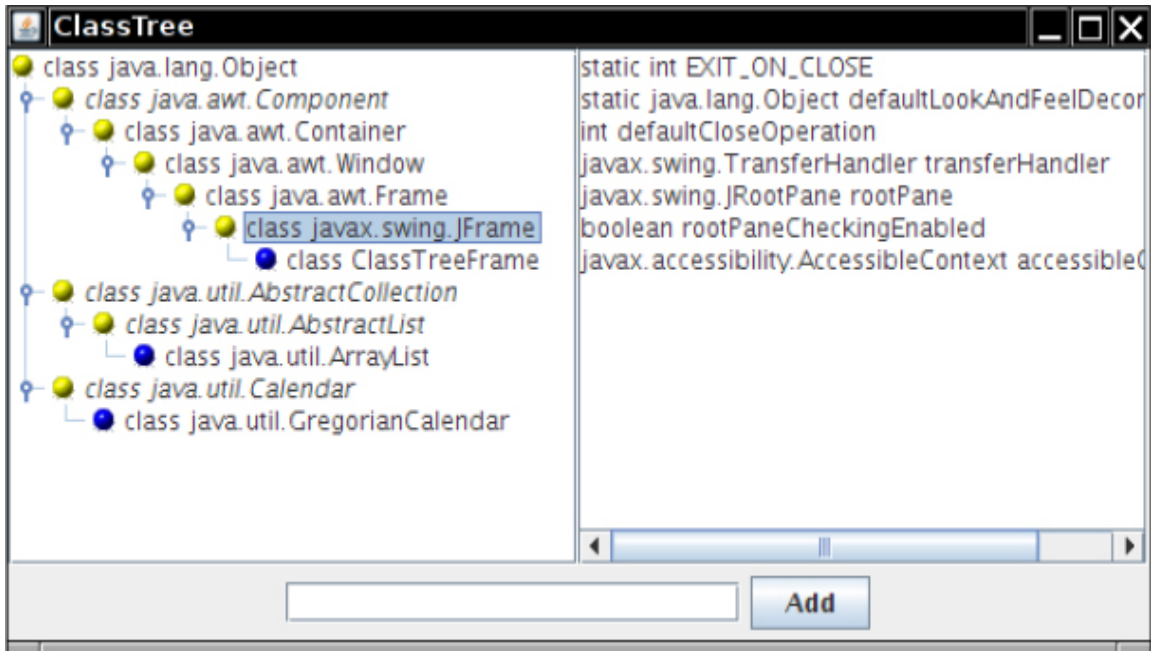 ClassTree
class java.lang.Object
class java.awt.Component
class java.awt.Container
class java.awt.Window
class java.awt.Frame
class javax.swing.JFrame
class ClassTreeFrame
class java.util.AbstractCollection
class java.util.AbstractList
class java.util.ArrayList
class java.util.Calendar
class java.util.GregorianCalendar
static int EXIT_ON_CLOSE
static java.lang.Object defaultLookAndFeelDecor
int defaultCloseOperation
javax.swing.TransferHandler transferHandler
javax.swing.JRootPane rootPane
boolean rootPaneCheckingEnabled
javax.accessibility.AccessibleContext accessibleC
Add